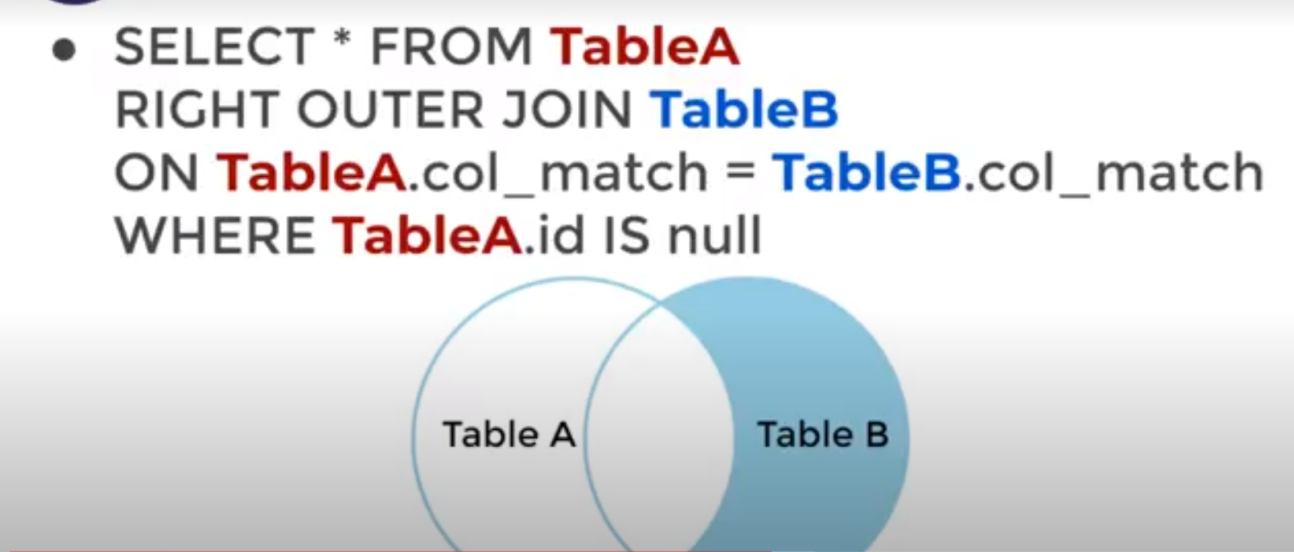 SELECT * FROM TableA
RIGHT OUTER JOIN TableB
ON TableA.col_match = TableB.col_match
WHERE TableA.id IS null
Table A
Table B